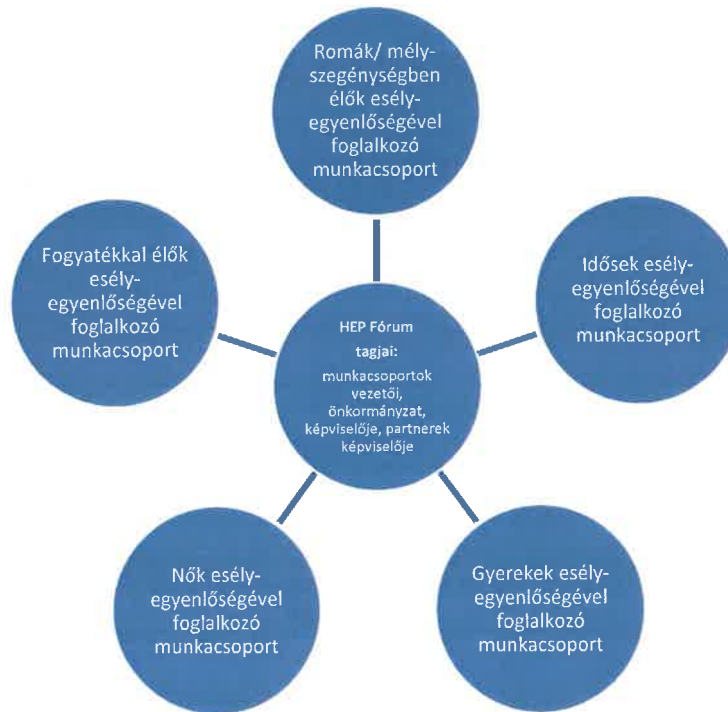 Romák/ mély-
szegénységben
élők esély-
egyenlőségével
foglalkozó
munkacsoport
Fogyatékkal élők
esély-
egyenlőségével
foglalkozó
munkacsoport
Idősek esély-
egyenlőségével
foglalkozó
munkacsoport
HEP Fórum
tagjai:
munkacsoportok
vezetői,
önkormányzat,
képviselője, partnerek
képviselője
Nők esély-
egyenlőségével
foglalkozó
munkacsoport
Gyerekek esély-
egyenlőségével
foglalkozó
munkacsoport